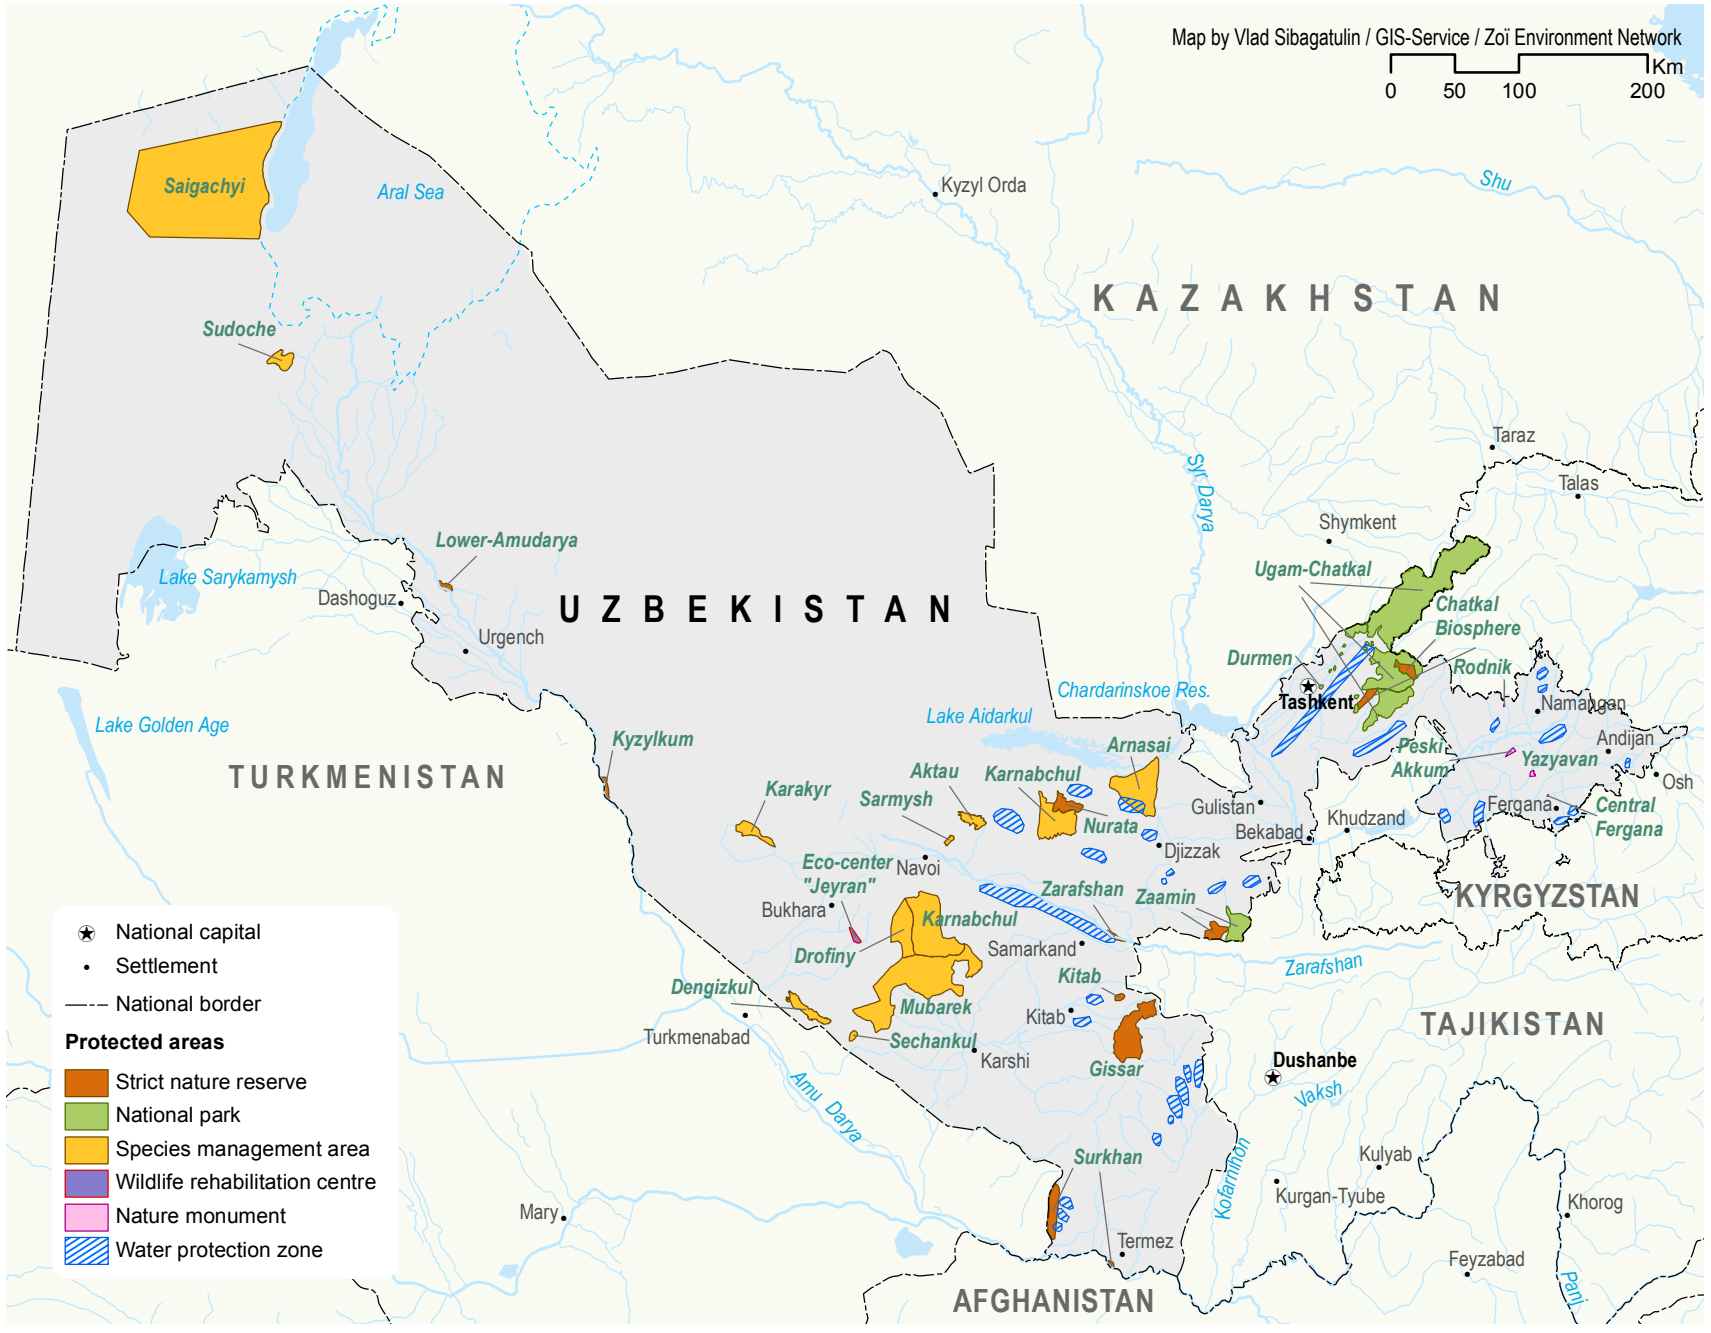 Map by Vlad Sibagatulin / GIS-Service / Zoï Environment Network
Km
0 50 100 200
Saigachyi
Aral Sea
Kyzyl Orda
Shu
KAZAKHSTAN
Sudoche
Taraz
Talas
Syr Darya
Shymkent
Lower-Amudarya
Lake Sarykamysh
Dashoguz
UZBEKISTAN
Urgench
Ugam-Chatkal
Chatkal
Biosphere
Durmen
Rodnik
Tashkent
Namangan
Chardarinskoe Res.
Lake Aidarkul
Lake Golden Age
Kyzylkum
TURKMENISTAN
Arnasai
Peski
Akkum
Yazyavan
Andijan
Osh
Aktau
Karnabchul
Karakyr
Sarmysh
Nurata
Gulistan
Bekabad
Khudzand
Fergana
Central
Fergana
Djizzak
Navoi
Eco-center
"Jeyran"
Bukhara
Zarafshan
Zaamin
KYRGYZSTAN
Karnabchul
Drofiny
Samarkand
Zarafshan
Dengizkul
Mubarek
Kitab
Kitab
Turkmenabad
Sechankul
Karshi
Gissar
TAJIKISTAN
Dushanbe
Vaksh
Amu Darya
Surkhan
Kofarnihon
Kulyab
Kurgan-Tyube
Khorog
Mary
Termez
Feyzabad
Panj
AFGHANISTAN
National capital
Settlement
National border
Protected areas
Strict nature reserve
National park
Species management area
Wildlife rehabilitation centre
Nature monument
Water protection zone